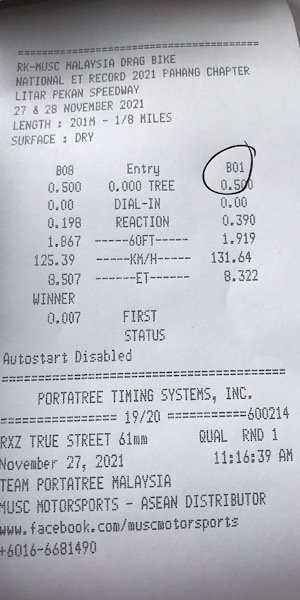 =======================================
RK-MUSC MALAYSIA DRAG BIKE
NATIONAL ET RECORD 2021 PAHANG CHAPTER
LITAR PEKAN SPEEDWAY
27 & 28 NOVEMBER 2021
LENGTH : 201M - 1/8 MILES
SURFACE : DRY
B08 Entry B01
0.500 0.000 TREE 0.500
0.00 DIAL-IN 0.00
0.198 REACTION 0.390
1.867 -----60FT----- 1.919
125.39 -----KM/H----- 131.64
8.507 ------ET------ 8.322
WINNER
0.007 FIRST
STATUS
Autostart Disabled
=======================================
PORTATREE TIMING SYSTEMS, INC.
================ 19/20 ===========600214
RXZ TRUE STREET 61mm QUAL RND 1
November 27, 2021 11:16:39 AM
TEAM PORTATREE MALAYSIA
MUSC MOTORSPORTS - ASEAN DISTRIBUTOR
www.facebook.com/muscmotorsports
+6016-6681490